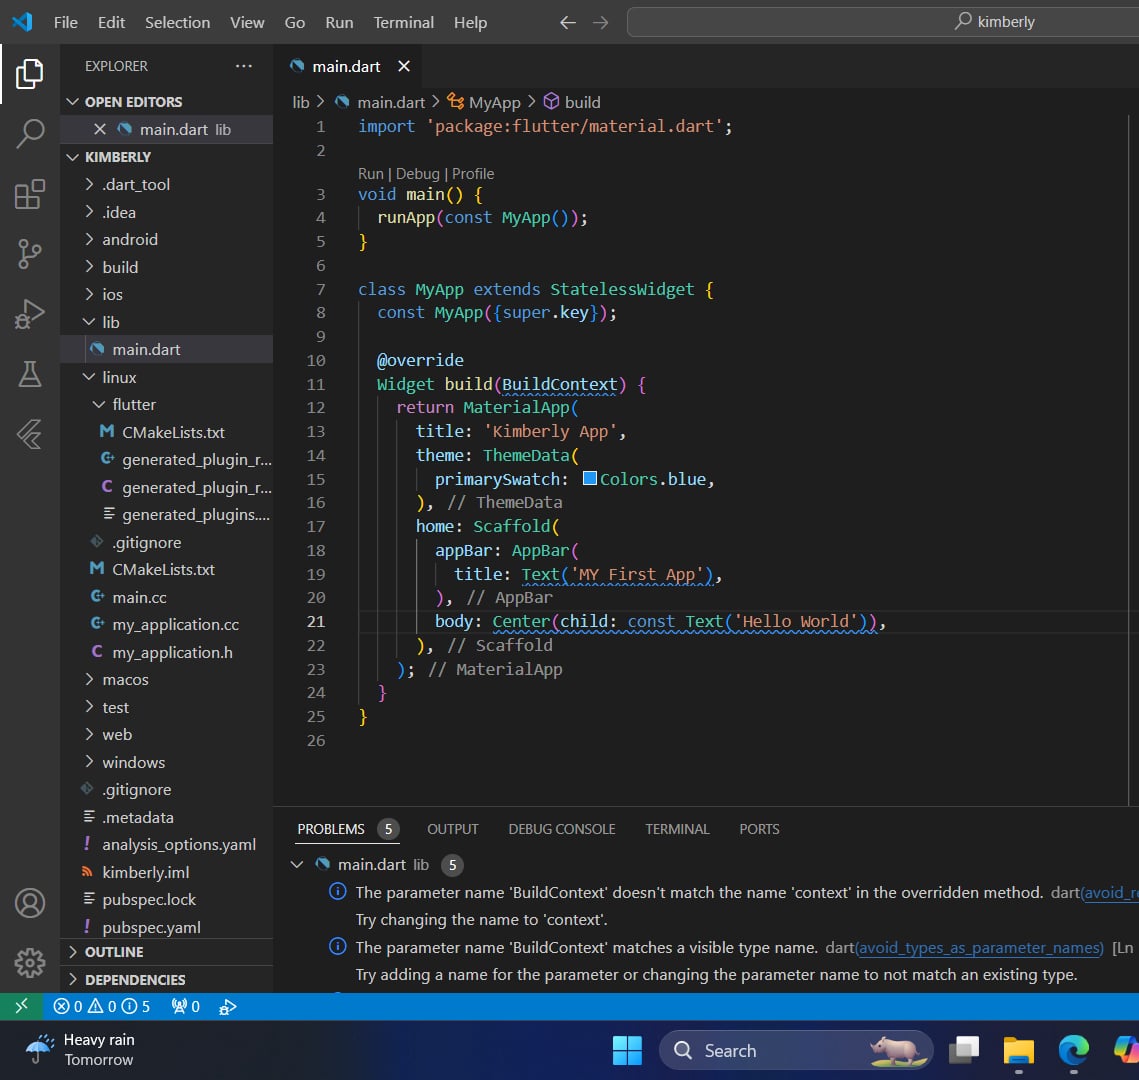 File Edit Selection View Go Run Terminal Help
kimberly
EXPLORER
OPEN EDITORS
main.dart lib
KIMBERLY
.dart_tool
.idea
android
build
ios
lib
main.dart
linux
flutter
CMakeLists.txt
generated_plugin_r...
generated_plugin_r...
generated_plugins....
.gitignore
CMakeLists.txt
main.cc
my_application.cc
my_application.h
macos
test
web
windows
.gitignore
.metadata
analysis_options.yaml
kimberly.iml
pubspec.lock
pubspec.yaml
OUTLINE
DEPENDENCIES
main.dart
lib > main.dart > MyApp > build
1 import 'package:flutter/material.dart';
2
Run | Debug | Profile
3 void main() {
4 runApp(const MyApp());
5 }
6
7 class MyApp extends StatelessWidget {
8 const MyApp({super.key});
9
10 @override
11 Widget build(BuildContext) {
12 return MaterialApp(
13 title: 'Kimberly App',
14 theme: ThemeData(
15 primarySwatch: Colors.blue,
16 ), // ThemeData
17 home: Scaffold(
18 appBar: AppBar(
19 title: Text('MY First App'),
20 ), // AppBar
21 body: Center(child: const Text('Hello World')),
22 ), // Scaffold
23 ); // MaterialApp
24 }
25 }
26
PROBLEMS 5 OUTPUT DEBUG CONSOLE TERMINAL PORTS
main.dart lib 5
The parameter name 'BuildContext' doesn't match the name 'context' in the overridden method. dart(avoid_re
Try changing the name to 'context'.
The parameter name 'BuildContext' matches a visible type name. dart(avoid_types_as_parameter_names) [Ln
Try adding a name for the parameter or changing the parameter name to not match an existing type.
0 0 5 0
Heavy rain
Tomorrow
Search